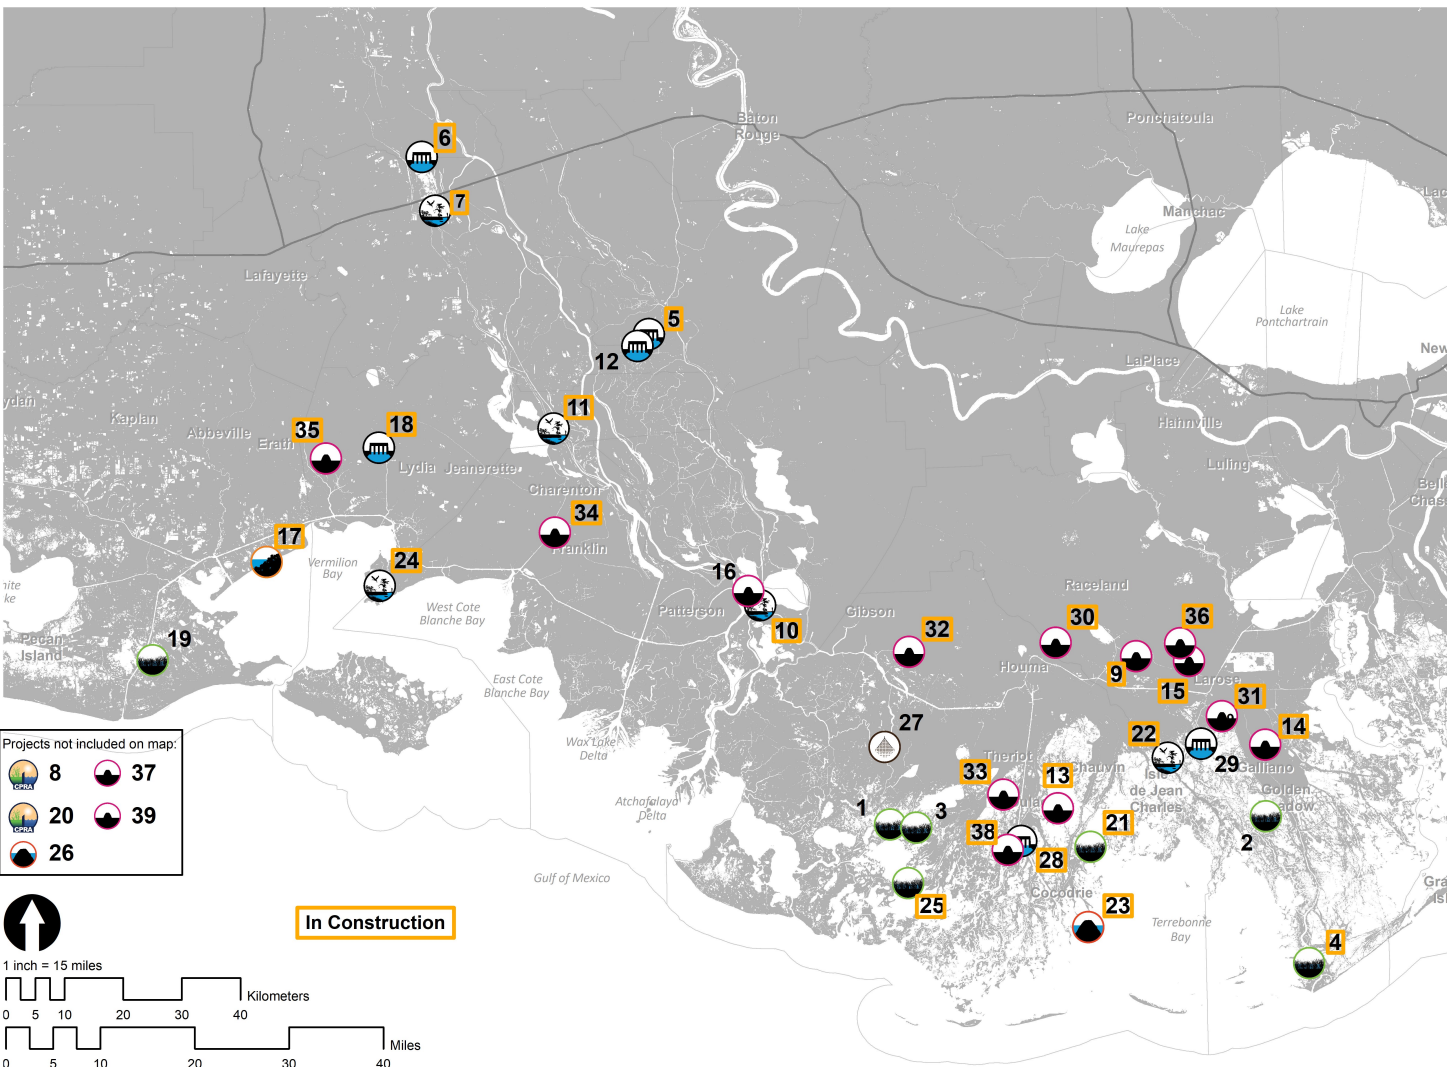 6
Baton
Rouge
Ponchatoula
7
Manchac
Lake
Maurepas
Lafayette
Lake
Pontchartrain
5
12
LaPlace
New
11
Kaplan
Abbeville
35
Erath
18
Lydia
Jeanerette
Hannville
Luling
Charenton
34
Franklin
17
Vermilion
Bay
24
West Cote
Blanche Bay
16
Patterson
10
Gibson
Raceland
32
30
36
Houma
9
15
Larose
Pecan
Island
19
East Cote
Blanche Bay
31
14
27
22
29
Galliano
Wax Lake
Delta
Theriot
33
13
Chauvin
Isle
de Jean
Charles
Golden
Meadow
2
Atchafalaya
Delta
1
3
38
28
21
25
Cocodrie
23
Terrebonne
Bay
4
Gulf of Mexico
Projects not included on map:
CPRA
8
37
CPRA
20
39
26
In Construction
1 inch = 15 miles
Kilometers
0 5 10 20 30 40
Miles
0 5 10 20 30 40